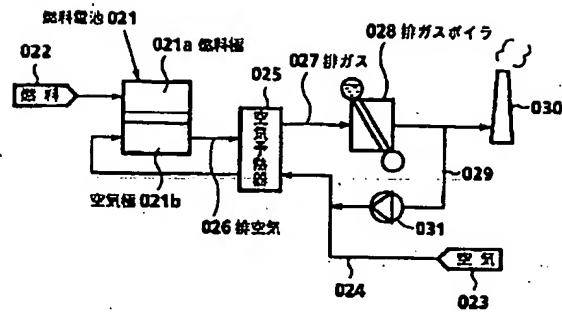 燃料電池 021
021a 燃料極
022
燃 料
025
027 排ガス
028 排ガスボイラ
空気予熱器
030
029
空気極 021b
026 排空気
031
024
空 気
023